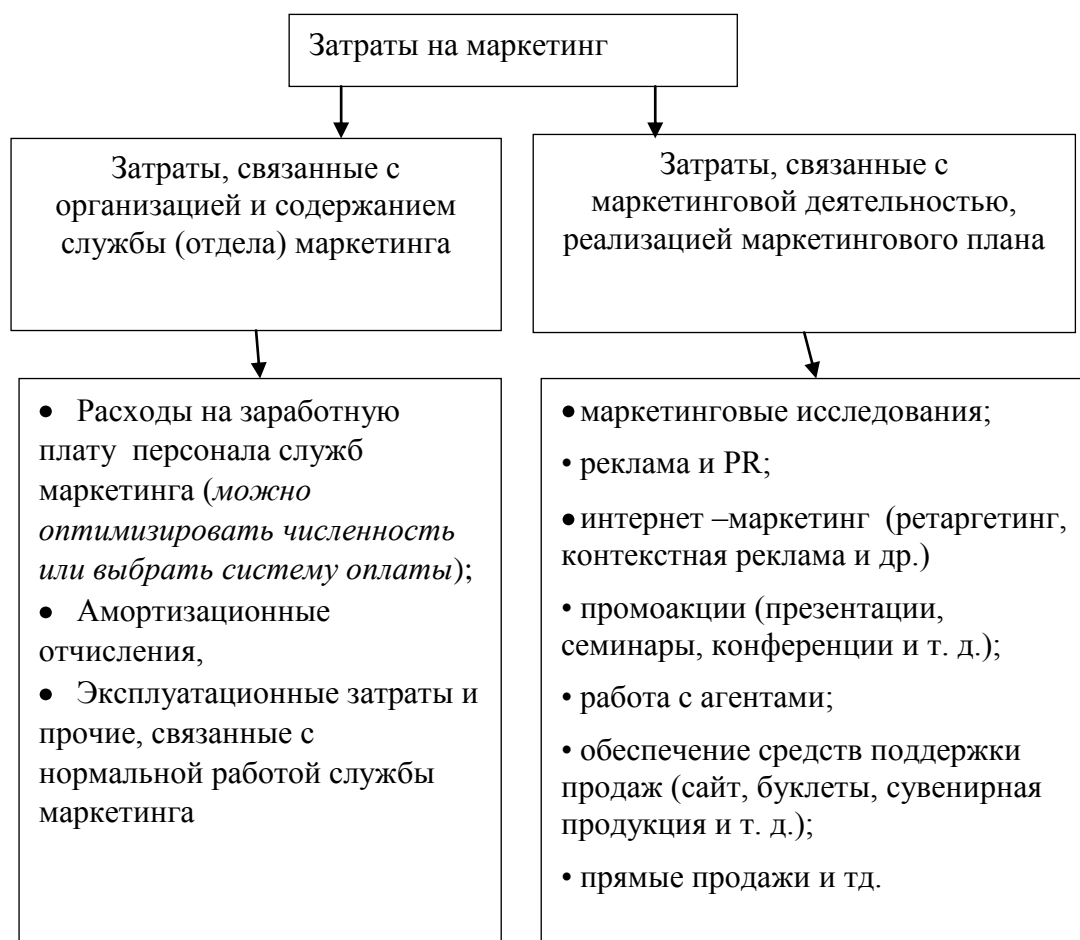 Затраты на маркетинг
Затраты, связанные с
организацией и содержанием
службы (отдела) маркетинга
Затраты, связанные с
маркетинговой деятельностью,
реализацией маркетингового плана
• Расходы на заработную
плату персонала служб
маркетинга (можно
оптимизировать численность
или выбрать систему оплаты);
• Амортизационные
отчисления,
• Эксплуатационные затраты и
прочие, связанные с
нормальной работой службы
маркетинга
• маркетинговые исследования;
• реклама и PR;
• интернет –маркетинг (ретаргетинг,
контекстная реклама и др.)
• промоакции (презентации,
семинары, конференции и т. д.);
• работа с агентами;
• обеспечение средств поддержки
продаж (сайт, буклеты, сувенирная
продукция и т. д.);
• прямые продажи и тд.